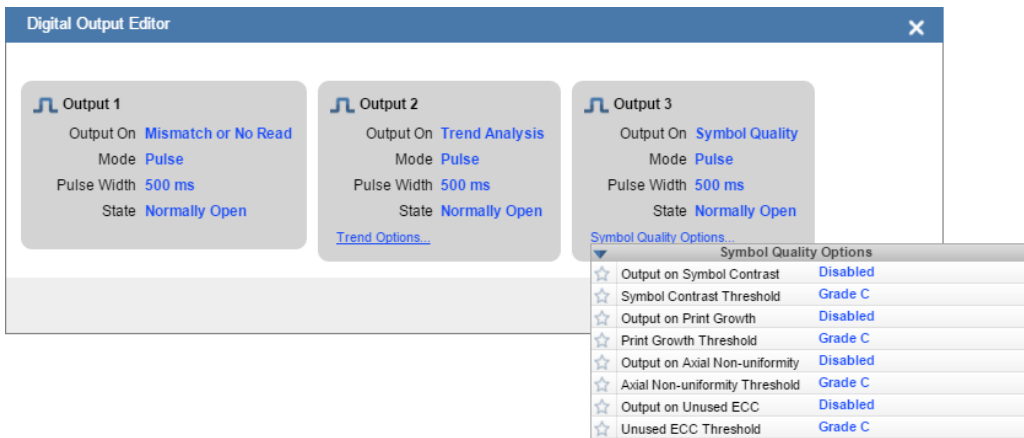 Digital Output Editor
Output 1
Output On Mismatch or No Read
Mode Pulse
Pulse Width 500 ms
State Normally Open
Output 2
Output On Trend Analysis
Mode Pulse
Pulse Width 500 ms
State Normally Open
Trend Options...
Output 3
Output On Symbol Quality
Mode Pulse
Pulse Width 500 ms
State Normally Open
Symbol Quality Options...
Symbol Quality Options
Output on Symbol Contrast Disabled
Symbol Contrast Threshold Grade C
Output on Print Growth Disabled
Print Growth Threshold Grade C
Output on Axial Non-uniformity Disabled
Axial Non-uniformity Threshold Grade C
Output on Unused ECC Disabled
Unused ECC Threshold Grade C